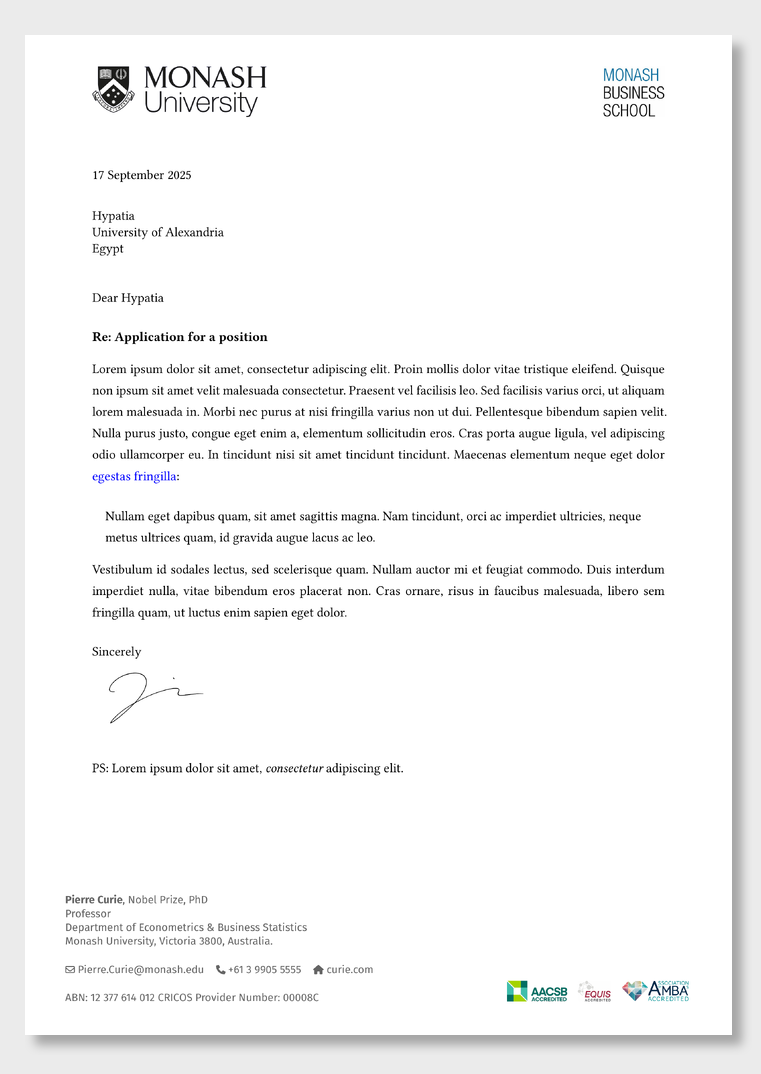 MONASH
University
MONASH
BUSINESS
SCHOOL
17 September 2025
Hypatia
University of Alexandria
Egypt
Dear Hypatia
Re: Application for a position
Lorem ipsum dolor sit amet, consectetur adipiscing elit. Proin mollis dolor vitae tristique eleifend. Quisque
non ipsum sit amet velit malesuada consectetur. Praesent vel facilisis leo. Sed facilisis varius orci, ut aliquam
lorem malesuada in. Morbi nec purus at nisi fringilla varius non ut dui. Pellentesque bibendum sapien velit.
Nulla purus justo, congue eget enim a, elementum sollicitudin eros. Cras porta augue ligula, vel adipiscing
odio ullamcorper eu. In tincidunt nisi sit amet tincidunt tincidunt. Maecenas elementum neque eget dolor
egestas fringilla:
Nullam eget dapibus quam, sit amet sagittis magna. Nam tincidunt, orci ac imperdiet ultricies, neque
metus ultrices quam, id gravida augue lacus ac leo.
Vestibulum id sodales lectus, sed scelerisque quam. Nullam auctor mi et feugiat commodo. Duis interdum
imperdiet nulla, vitae bibendum eros placerat non. Cras ornare, risus in faucibus malesuada, libero sem
fringilla quam, ut luctus enim sapien eget dolor.
Sincerely
PS: Lorem ipsum dolor sit amet, consectetur adipiscing elit.
Pierre Curie, Nobel Prize, PhD
Professor
Department of Econometrics & Business Statistics
Monash University, Victoria 3800, Australia.
Pierre.Curie@monash.edu +61 3 9905 5555 curie.com
ABN: 12 377 614 012 CRICOS Provider Number: 00008C
AACSB
ACCREDITED
EQUIS
ACCREDITED
ASSOCIATION
AMBA
ACCREDITED